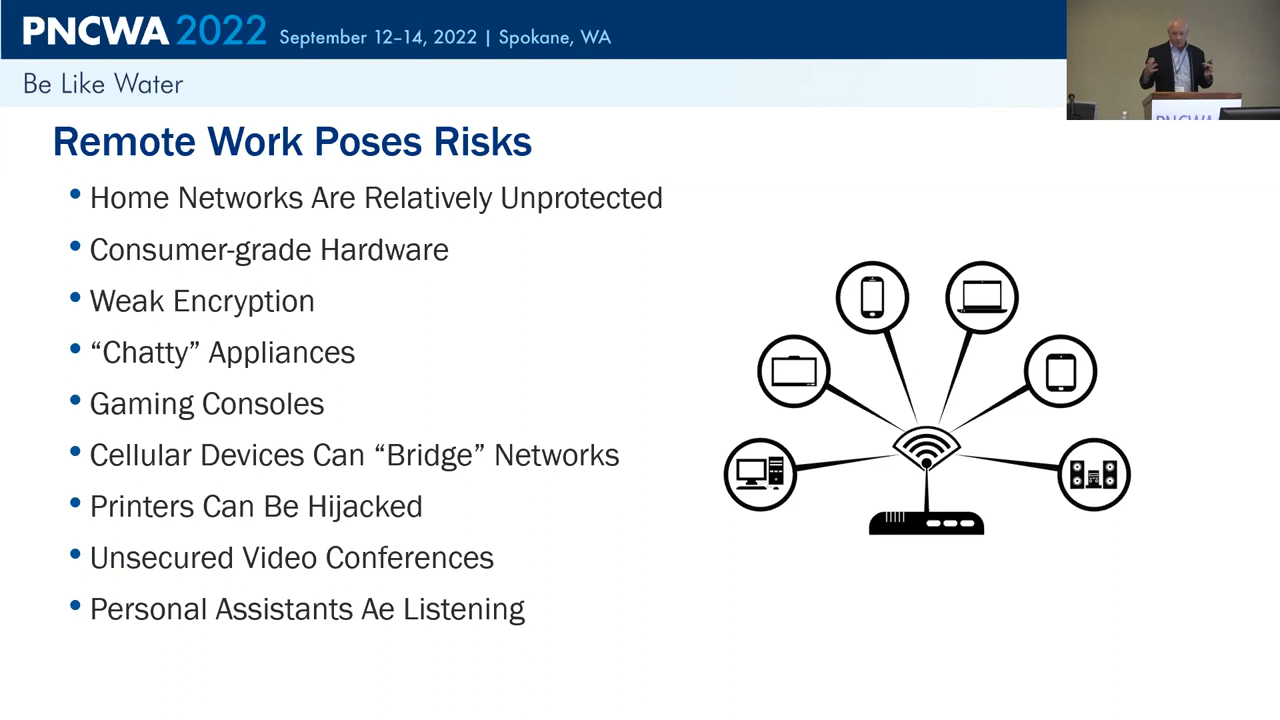 PNCWA 2022 September 12–14, 2022 | Spokane, WA
Be Like Water
PNCWA
Remote Work Poses Risks
• Home Networks Are Relatively Unprotected
• Consumer-grade Hardware
• Weak Encryption
• “Chatty” Appliances
• Gaming Consoles
• Cellular Devices Can “Bridge” Networks
• Printers Can Be Hijacked
• Unsecured Video Conferences
• Personal Assistants Ae Listening